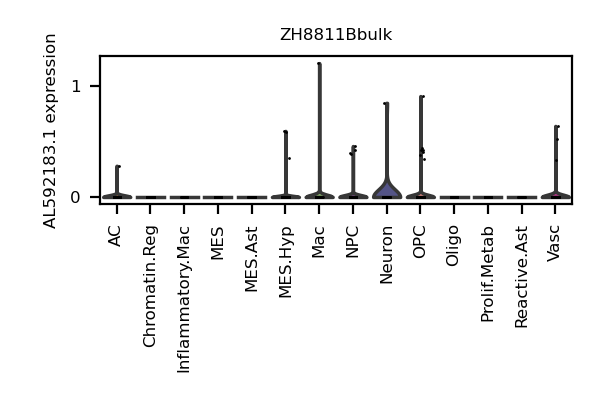 ZH8811Bbulk
AL592183.1 expression
1
0
AC
Chromatin.Reg
Inflammatory.Mac
MES
MES.Ast
MES.Hyp
Mac
NPC
Neuron
OPC
Oligo
Prolif.Metab
Reactive.Ast
Vasc